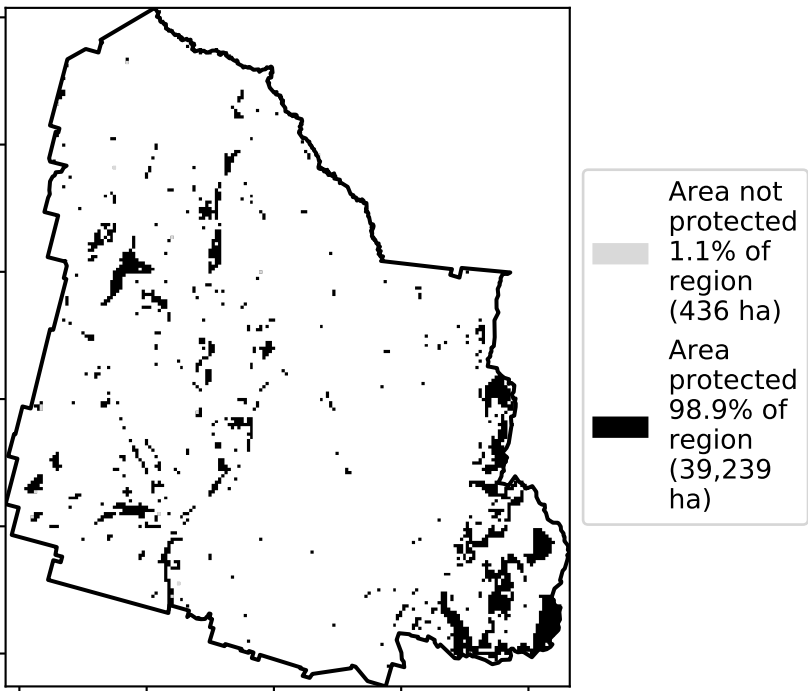 Area not
protected
1.1% of
region
(436 ha)
Area
protected
98.9% of
region
(39,239
ha)